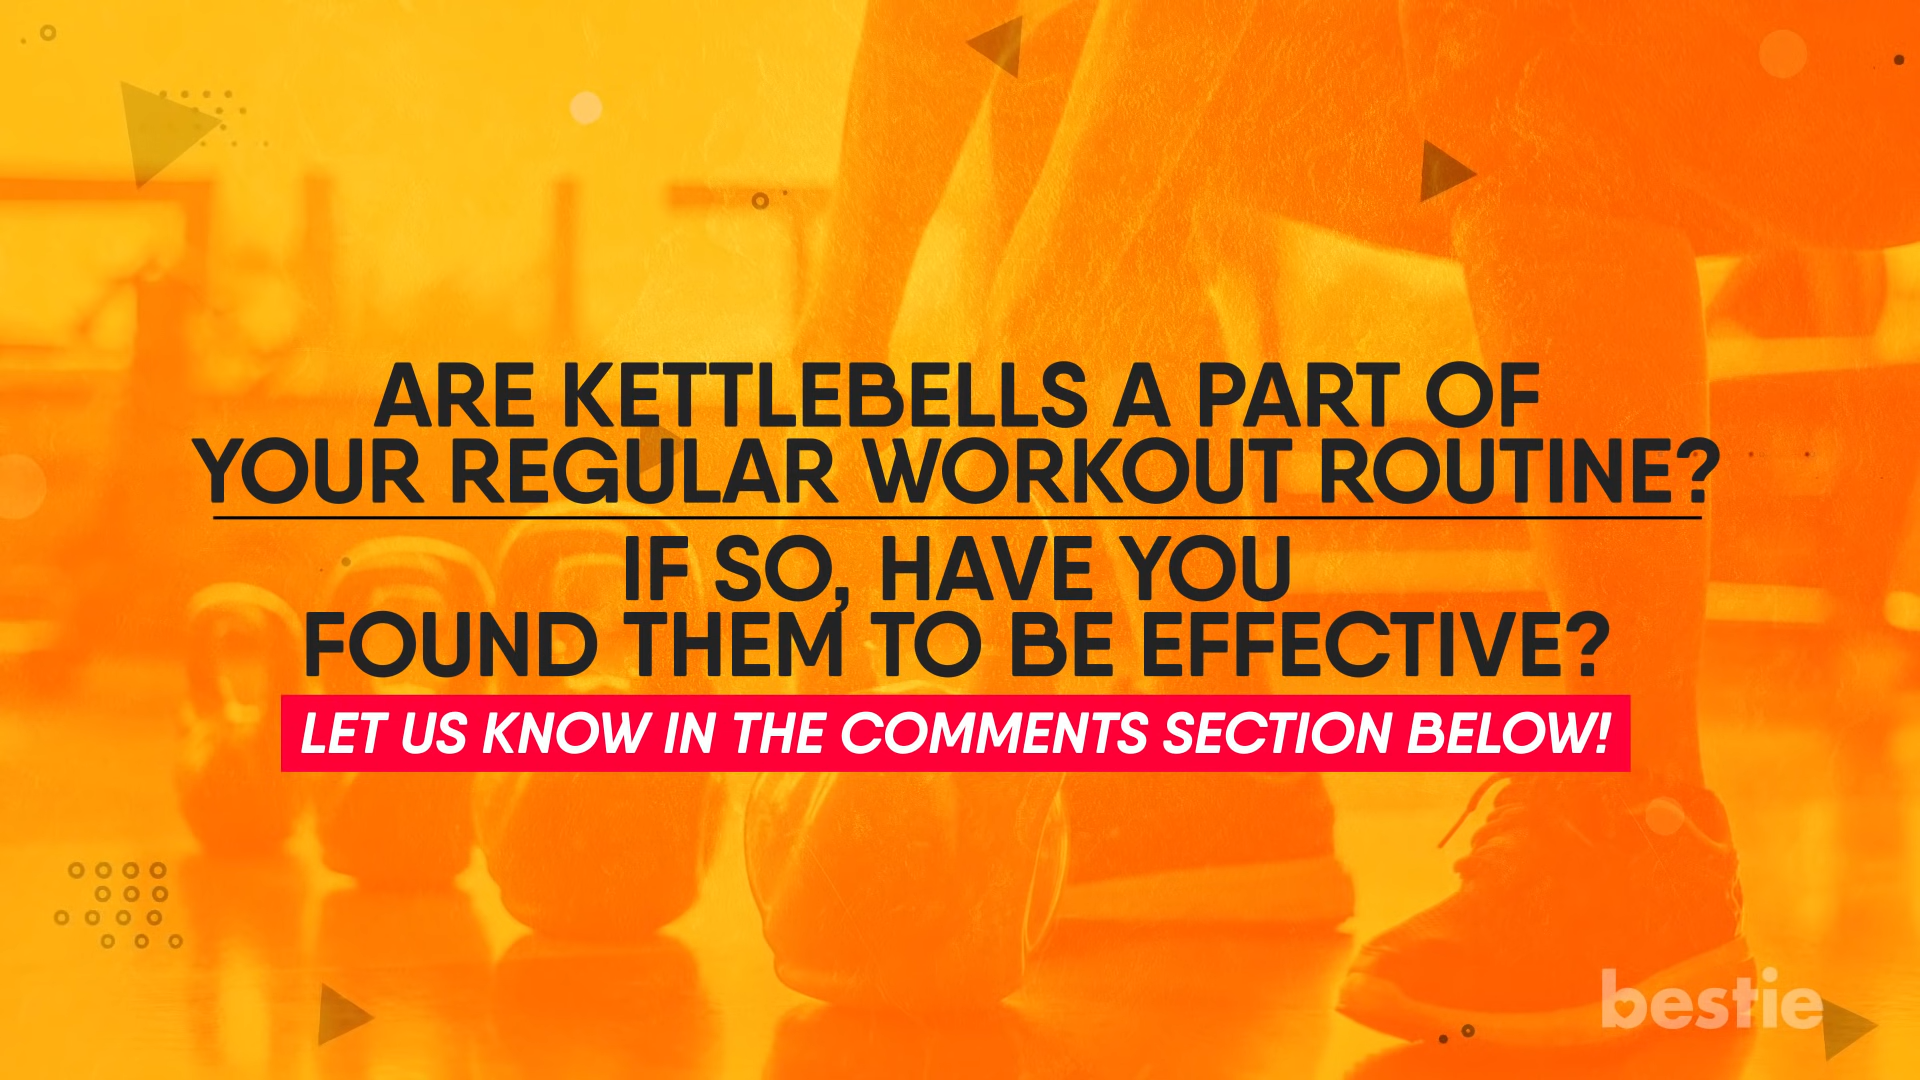 ARE KETTLEBELLS A PART OF
YOUR REGULAR WORKOUT ROUTINE?
IF SO, HAVE YOU
FOUND THEM TO BE EFFECTIVE?
LET US KNOW IN THE COMMENTS SECTION BELOW!
bestie